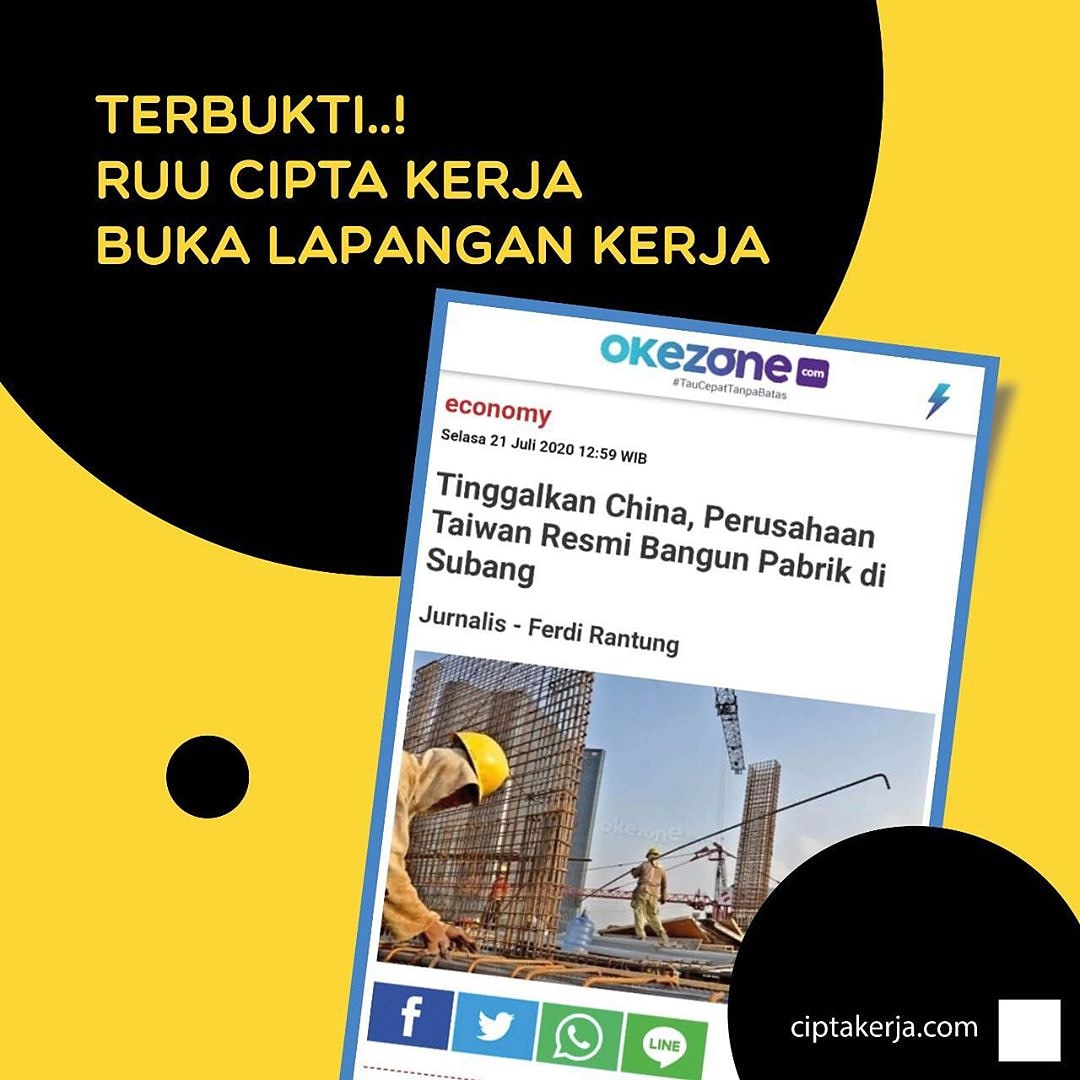 TERBUKTI..!
RUU CIPTA KERJA
BUKA LAPANGAN KERJA
OKezone com
#TauCepatTanpaBatas
economy
Selasa 21 Juli 2020 12:59 WIB
Tinggalkan China, Perusahaan
Taiwan Resmi Bangun Pabrik di
Subang
Jurnalis - Ferdi Rantung
okezone
f
LINE
ciptakerja.com